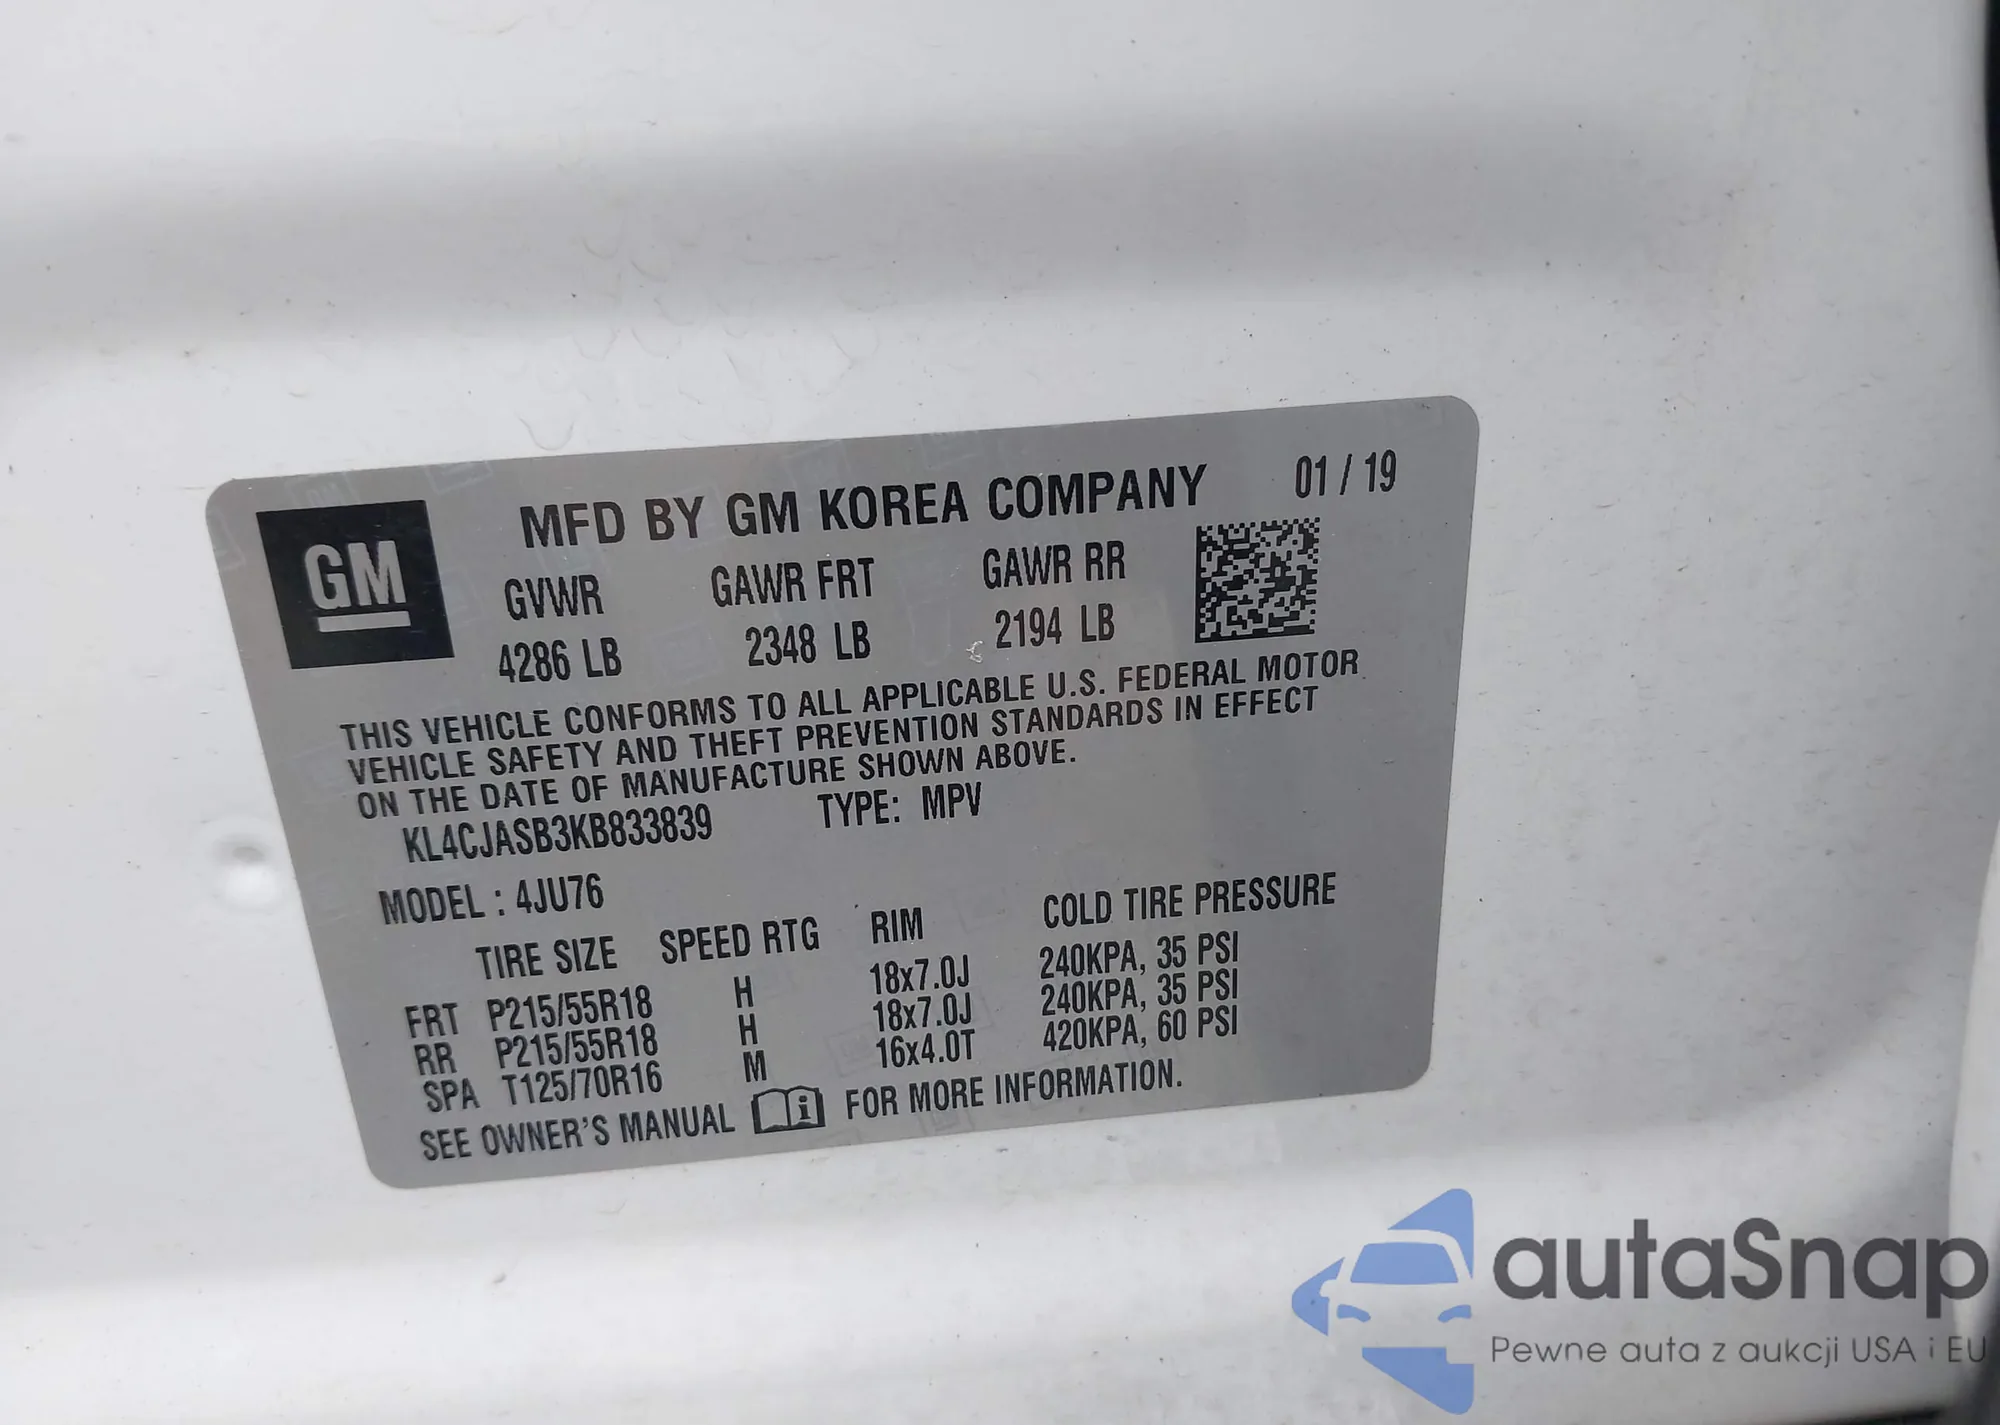 GM
MFD BY GM KOREA COMPANY 01 / 19
GVWR GAWR FRT GAWR RR
4286 LB 2348 LB 2194 LB
THIS VEHICLE CONFORMS TO ALL APPLICABLE U.S. FEDERAL MOTOR
VEHICLE SAFETY AND THEFT PREVENTION STANDARDS IN EFFECT
ON THE DATE OF MANUFACTURE SHOWN ABOVE.
KL4CJASB3KB833839 TYPE: MPV
MODEL : 4JU76
TIRE SIZE SPEED RTG RIM COLD TIRE PRESSURE
FRT P215/55R18 H 18x7.0J 240KPA, 35 PSI
RR P215/55R18 H 18x7.0J 240KPA, 35 PSI
SPA T125/70R16 M 16x4.0T 420KPA, 60 PSI
SEE OWNER'S MANUAL i FOR MORE INFORMATION.
autaSnap
Pewne auta z aukcji USA i EU